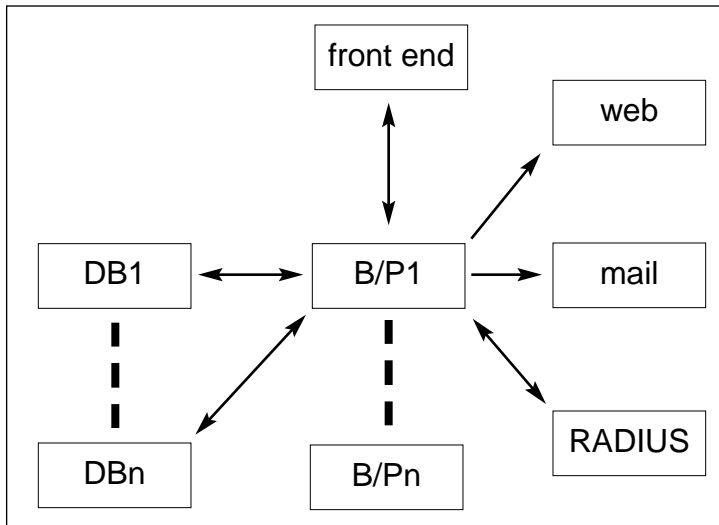 front end
web
DB1
B/P1
mail
DBn
B/Pn
RADIUS